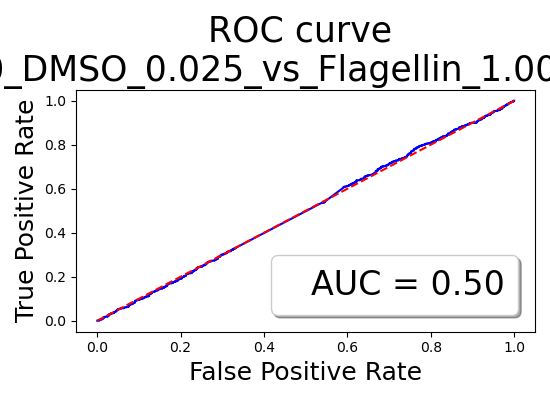 ROC curve
_DMSO_0.025_vs_Flagellin_1.00
True Positive Rate
1.0
0.8
0.6
0.4
0.2
0.0
AUC = 0.50
0.0 0.2 0.4 0.6 0.8 1.0
False Positive Rate